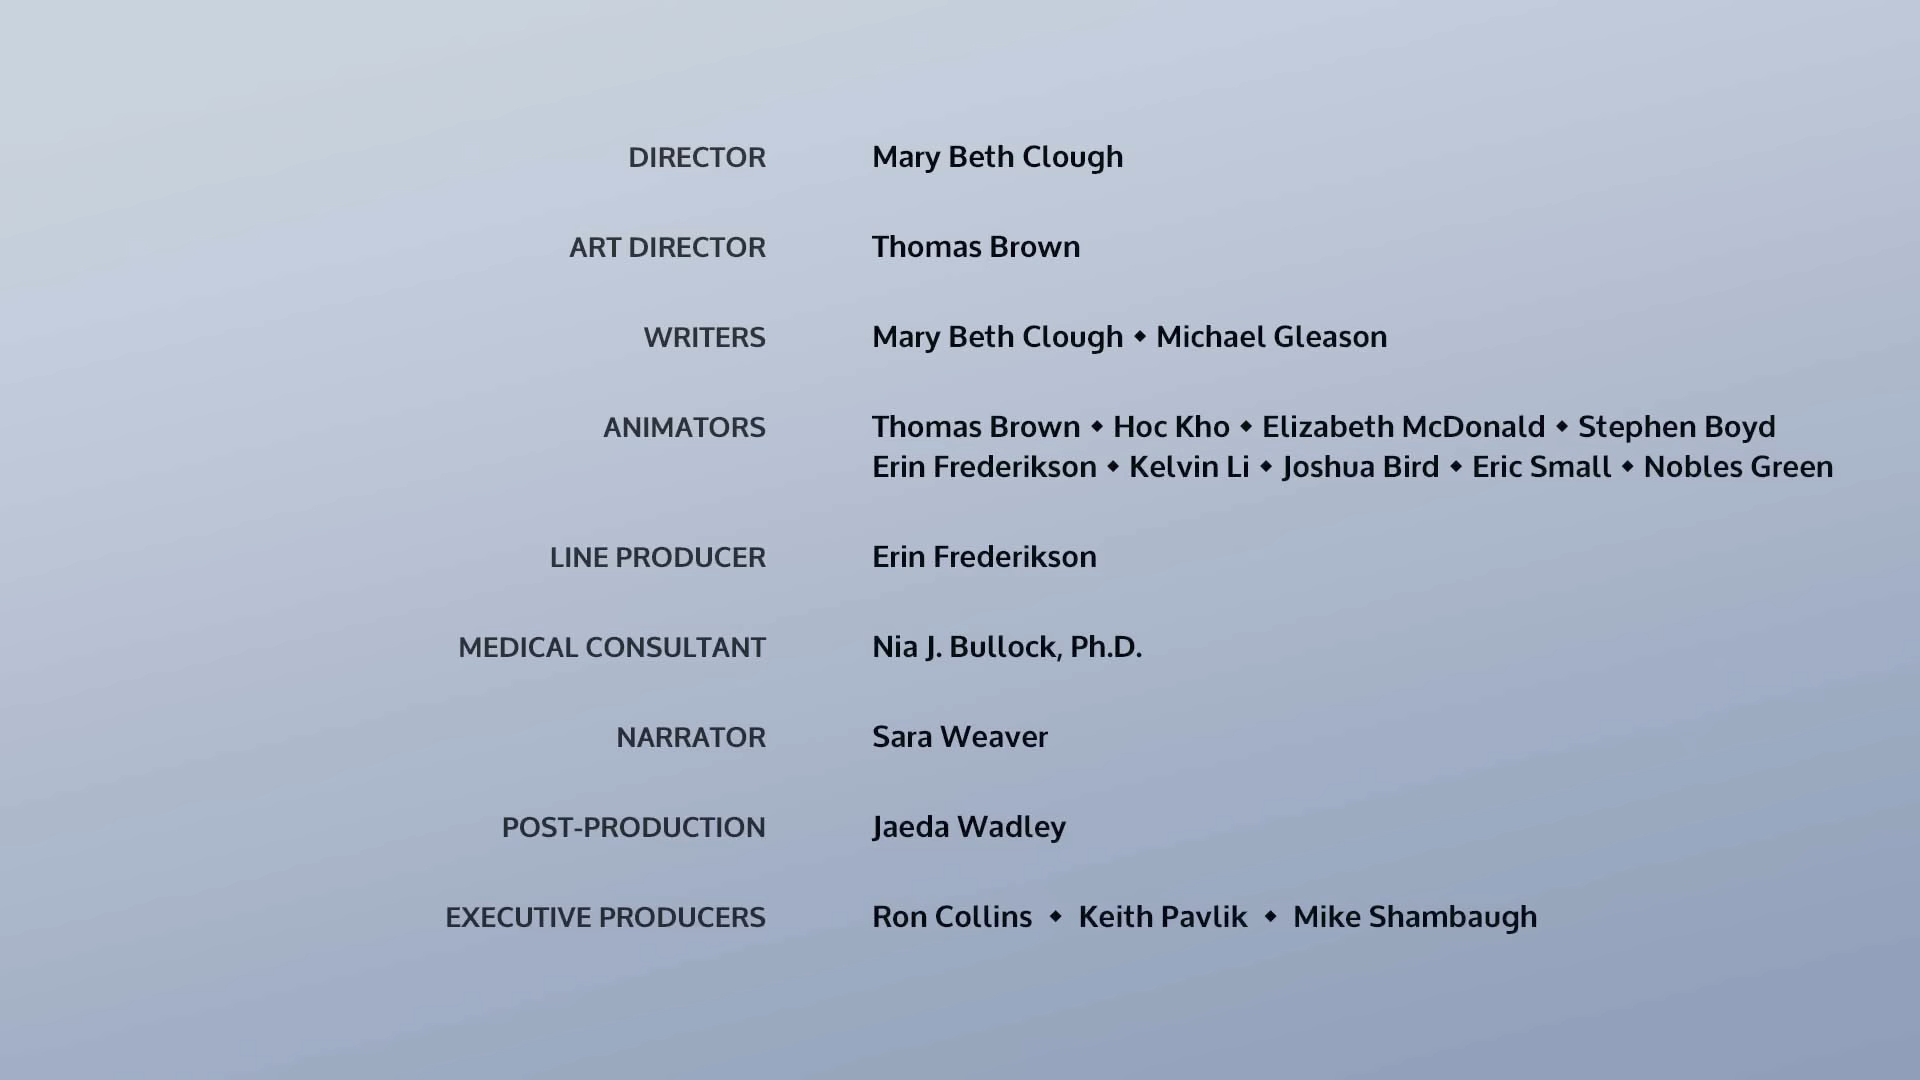 DIRECTOR Mary Beth Clough
ART DIRECTOR Thomas Brown
WRITERS Mary Beth Clough • Michael Gleason
ANIMATORS Thomas Brown • Hoc Kho • Elizabeth McDonald • Stephen Boyd
Erin Frederikson • Kelvin Li • Joshua Bird • Eric Small • Nobles Green
LINE PRODUCER Erin Frederikson
MEDICAL CONSULTANT Nia J. Bullock, Ph.D.
NARRATOR Sara Weaver
POST-PRODUCTION Jaeda Wadley
EXECUTIVE PRODUCERS Ron Collins • Keith Pavlik • Mike Shambaugh